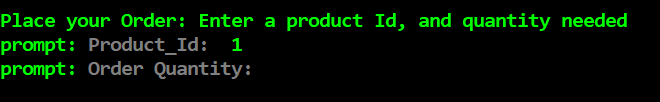 Place your Order: Enter a product Id, and quantity needed
prompt: Product_Id:  1
prompt: Order Quantity: